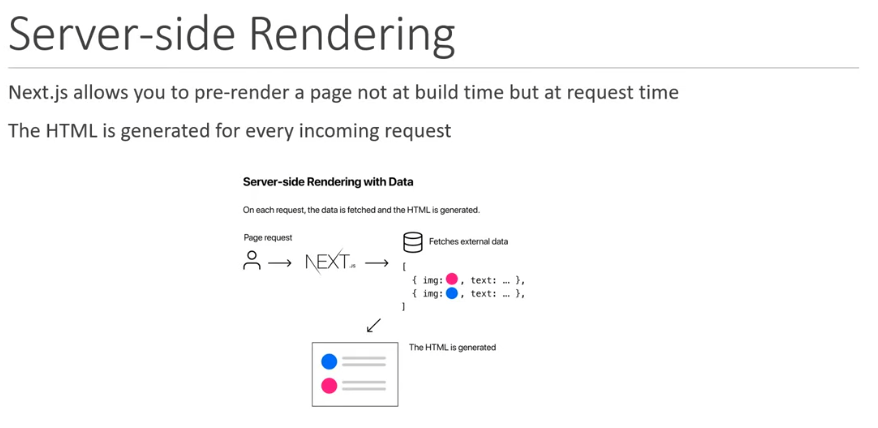 Server-side Rendering
Next.js allows you to pre-render a page not at build time but at request time
The HTML is generated for every incoming request
Server-side Rendering with Data
On each request, the data is fetched and the HTML is generated.
Page request
NEXT.JS
Fetches external data
[
{ img: , text: … },
{ img: , text: … },
]
The HTML is generated